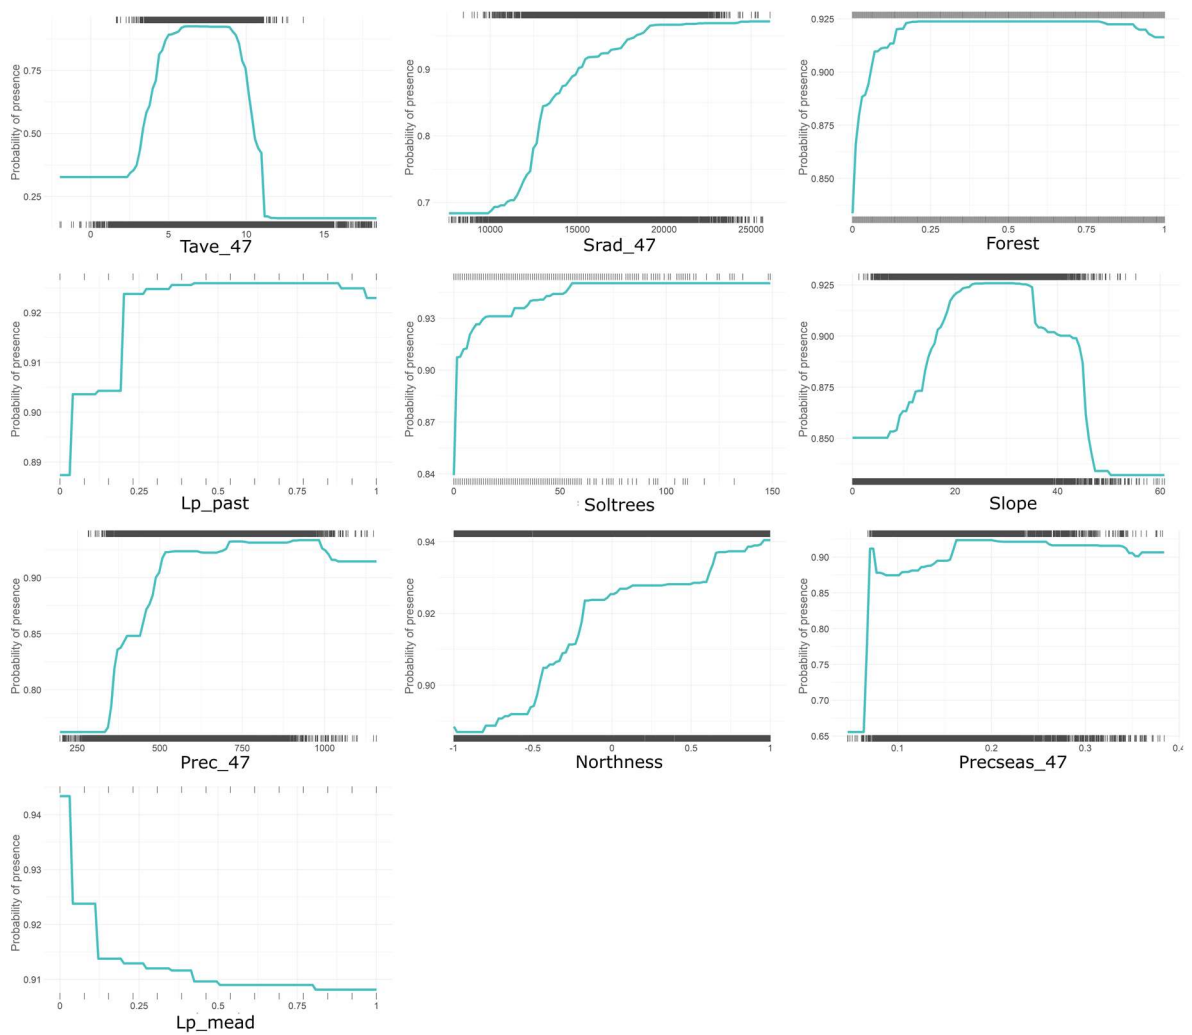 Probability of presence
0.75
0.50
0.25
0 5 10 15
Tave_47
Probability of presence
0.9
0.8
0.7
10000 15000 20000 25000
Srad_47
Probability of presence
0.925
0.900
0.875
0.850
0 0.25 0.5 0.75 1
Forest
Probability of presence
0.92
0.91
0.90
0.89
0 0.25 0.5 0.75 1
Lp_past
Probability of presence
0.93
0.90
0.87
0.84
0 50 100 150
Soltrees
Probability of presence
0.925
0.900
0.875
0.850
0 20 40 60
Slope
Probability of presence
0.90
0.85
0.80
250 500 750 1000
Prec_47
Probability of presence
0.94
0.92
0.90
-1 -0.5 0 0.5 1
Northness
Probability of presence
0.90
0.85
0.80
0.75
0.70
0.65
0.1 0.2 0.3 0.4
Precseas_47
Probability of presence
0.94
0.93
0.92
0.91
0 0.25 0.5 0.75 1
Lp_mead